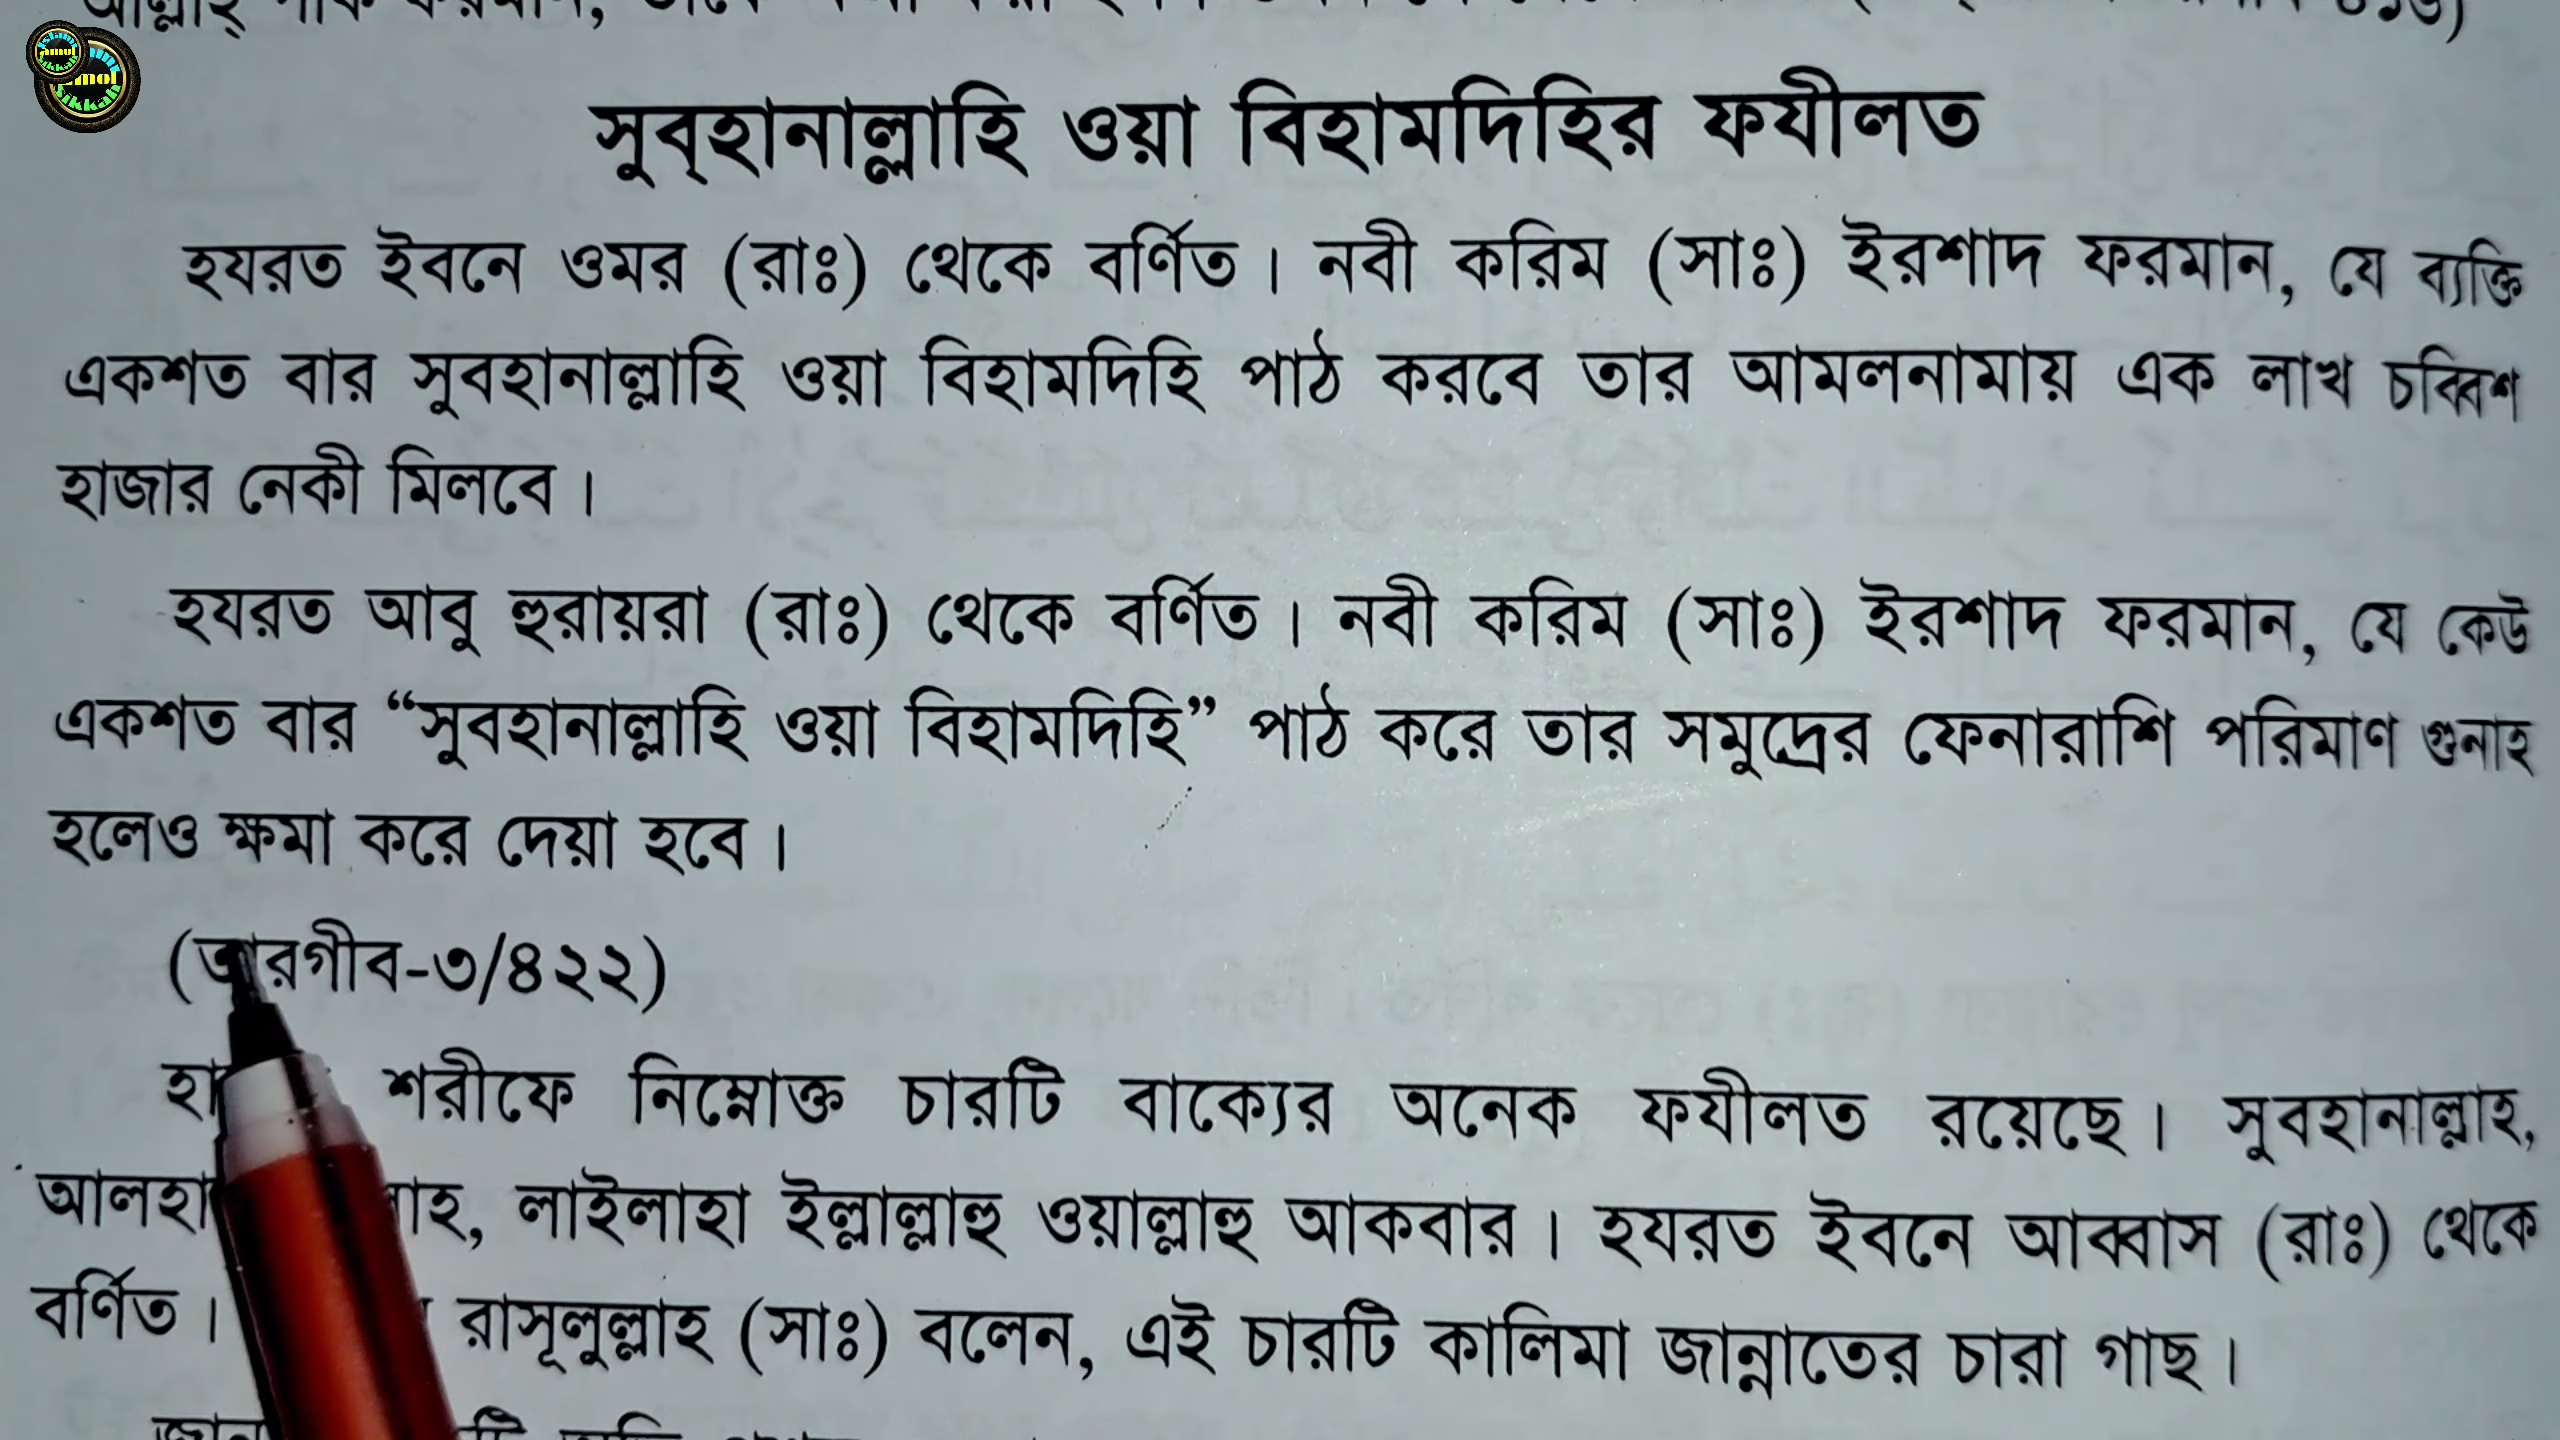 সুব্হানাল্লাহি ওয়া বিহামদিহির ফযীলত
হযরত ইবনে ওমর (রাঃ) থেকে বর্ণিত। নবী করিম (সাঃ) ইরশাদ ফরমান, যে ব্যক্তি
একশত বার সুবহানাল্লাহি ওয়া বিহামদিহি পাঠ করবে তার আমলনামায় এক লাখ চব্বিশ
হাজার নেকী মিলবে।
হযরত আবু হুরায়রা (রাঃ) থেকে বর্ণিত। নবী করিম (সাঃ) ইরশাদ ফরমান, যে কেউ
একশত বার “সুবহানাল্লাহি ওয়া বিহামদিহি” পাঠ করে তার সমুদ্রের ফেনারাশি পরিমাণ গুনাহ
হলেও ক্ষমা করে দেয়া হবে।
(তারগীব-৩/৪২২)
শরীফে নিম্নোক্ত চারটি বাক্যের অনেক ফযীলত রয়েছে। সুবহানাল্লাহ,
লাইলাহা ইল্লাল্লাহু ওয়াল্লাহু আকবার। হযরত ইবনে আব্বাস (রাঃ) থেকে
বর্ণিত। রাসূলুল্লাহ (সাঃ) বলেন, এই চারটি কালিমা জান্নাতের চারা গাছ।